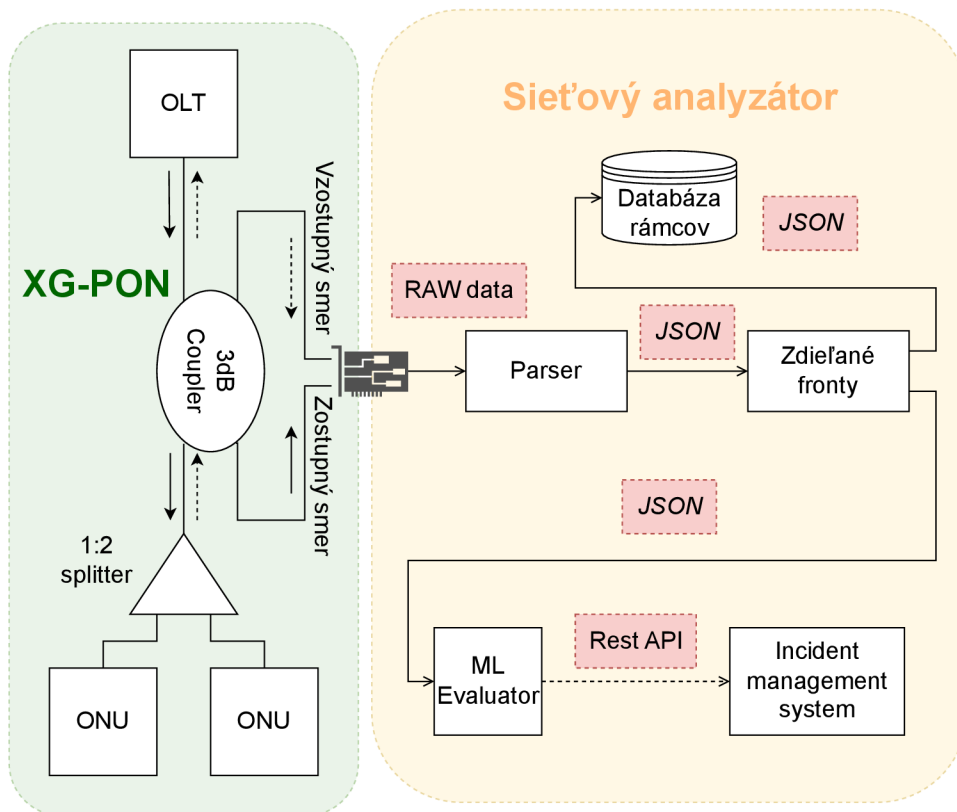 OLT
XG-PON
3dB
Coupler
Vzostupný smer
Zostupný smer
1:2
splitter
ONU
ONU
Sieťový analyzátor
Databáza
rámcov
JSON
RAW data
JSON
Parser
Zdieľané
fronty
JSON
ML
Evaluator
Rest API
Incident
management
system